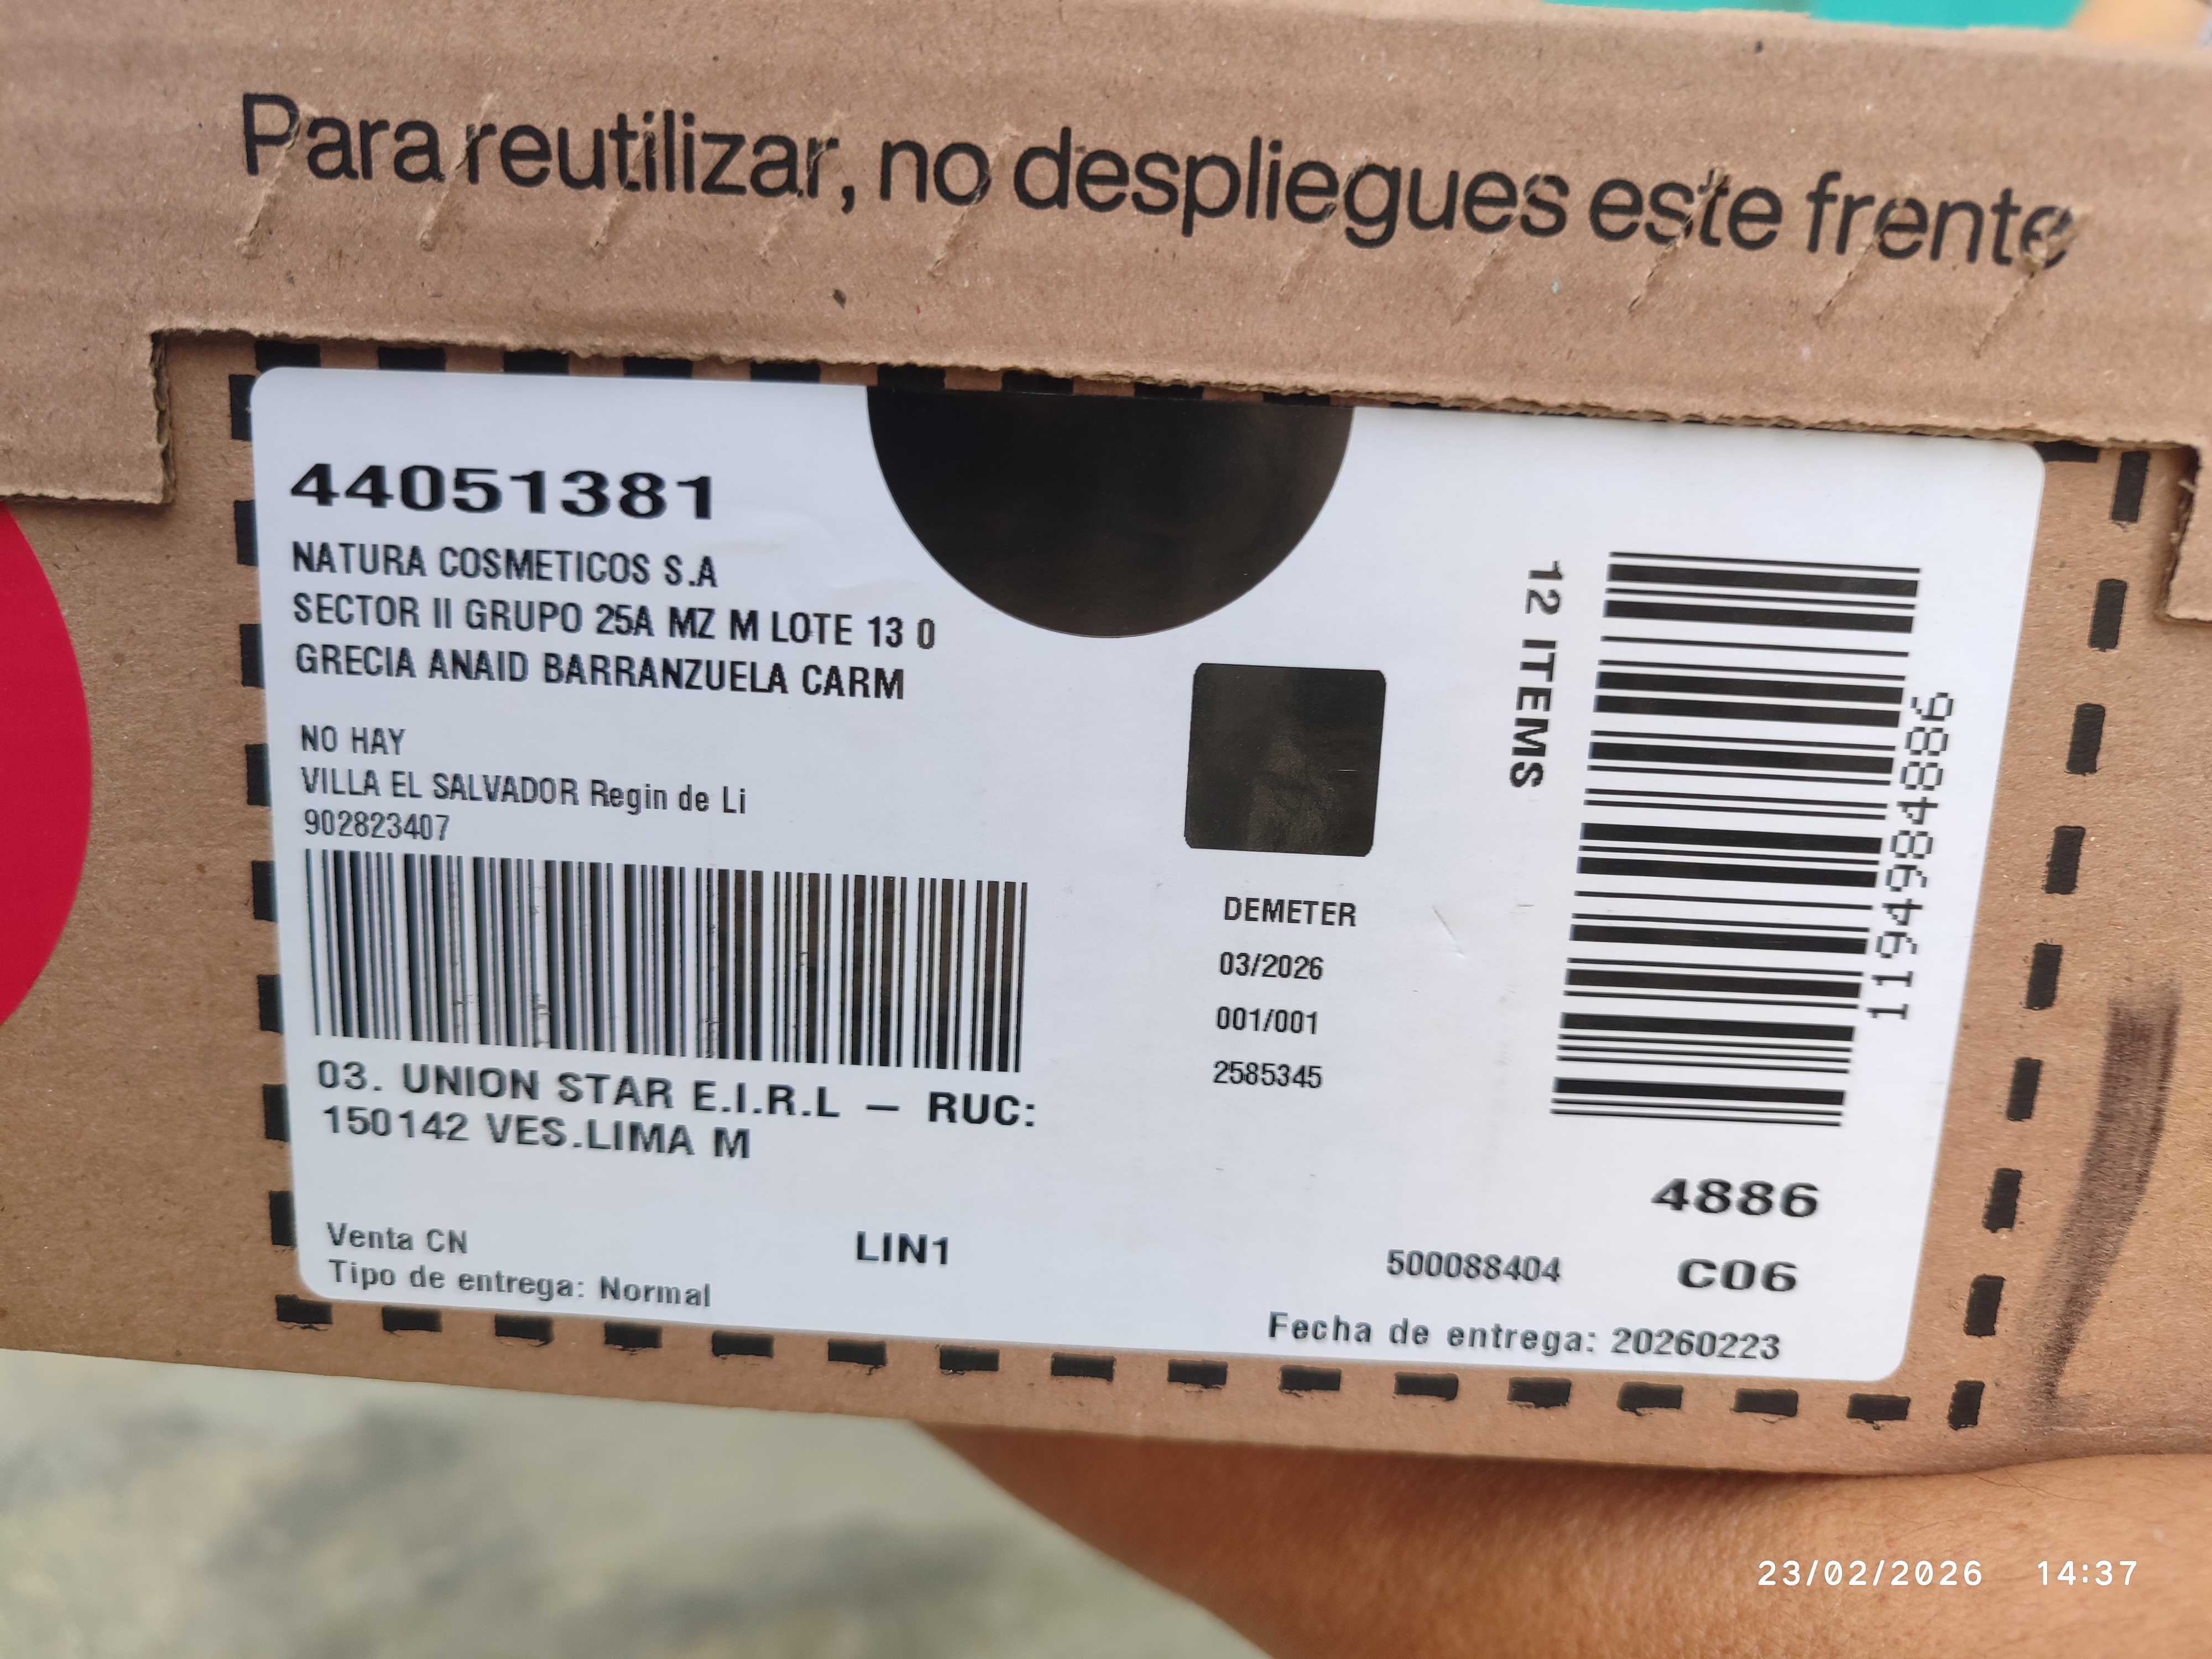 Para reutilizar, no despliegues este frente
44051381
NATURA COSMETICOS S.A
SECTOR II GRUPO 25A MZ M LOTE 13 0
GRECIA ANAID BARRANZUELA CARM
NO HAY
VILLA EL SALVADOR Regin de Li
902823407
03. UNION STAR E.I.R.L – RUC:
150142 VES.LIMA M
Venta CN
Tipo de entrega: Normal
LIN1
DEMETER
03/2026
001/001
2585345
12 ITEMS
1194984886
4886
500088404 C06
Fecha de entrega: 20260223
23/02/2026 14:37